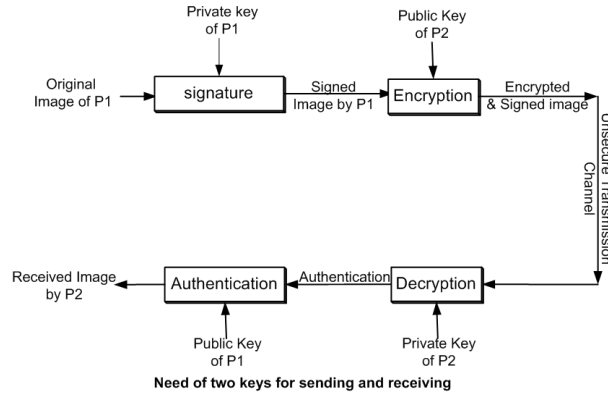 Private key
of P1
Public Key
of P2
Original
Image of P1
signature
Signed
Image by P1
Encryption
Encrypted
& Signed image
Unsecure Transmission
Channel
Received Image
by P2
Authentication
Authentication
Decryption
Public Key
of P1
Private Key
of P2
Need of two keys for sending and receiving